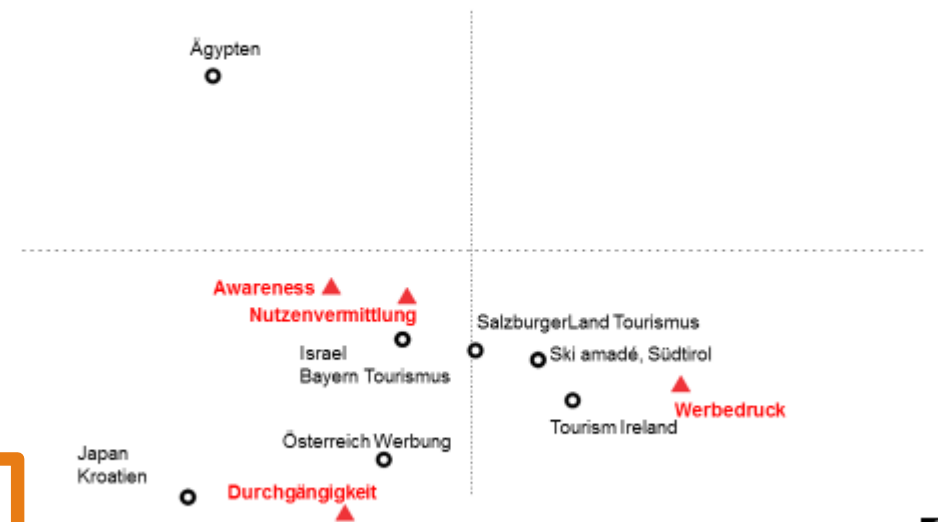 Ägypten
Awareness
Nutzenvermittlung
SalzburgerLand Tourismus
Israel
Bayern Tourismus
Ski amadé, Südtirol
Werbedruck
Tourism Ireland
Österreich Werbung
Japan
Kroatien
Durchgängigkeit